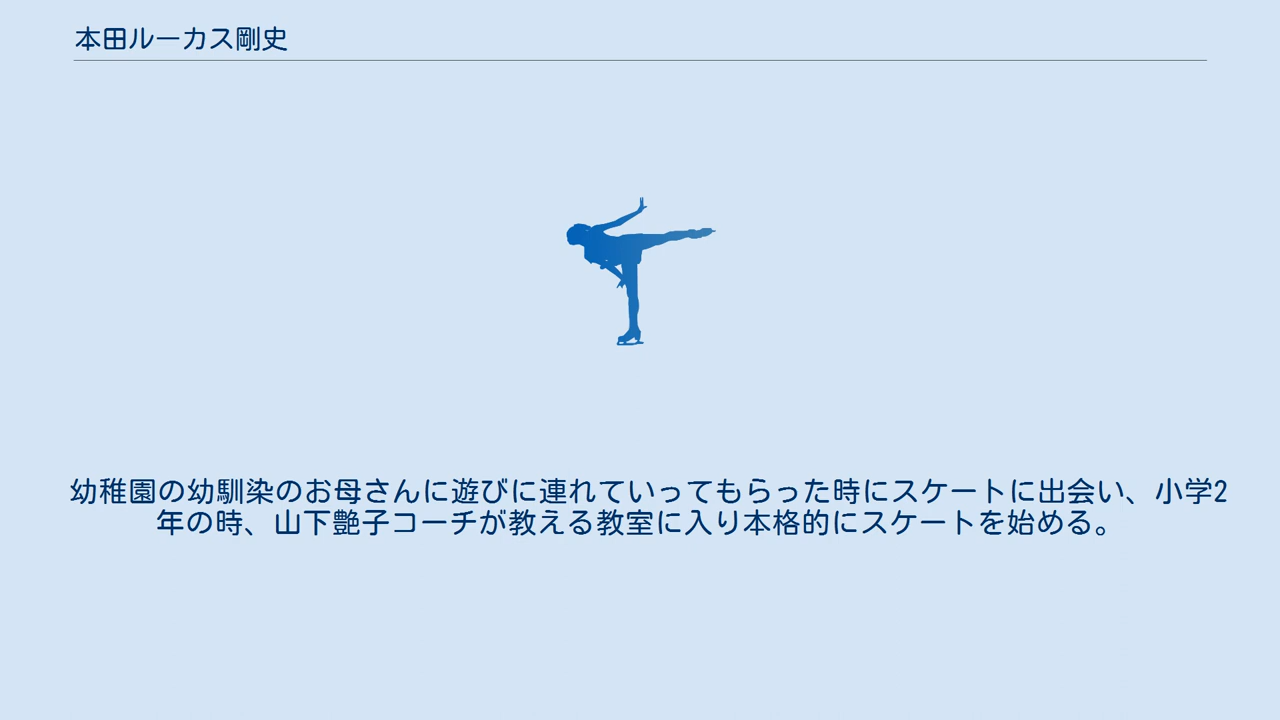 本田ルーカス剛史
幼稚園の幼馴染のお母さんに遊びに連れていってもらった時にスケートに出会い、小学2
年の時、山下艶子コーチが教える教室に入り本格的にスケートを始める。